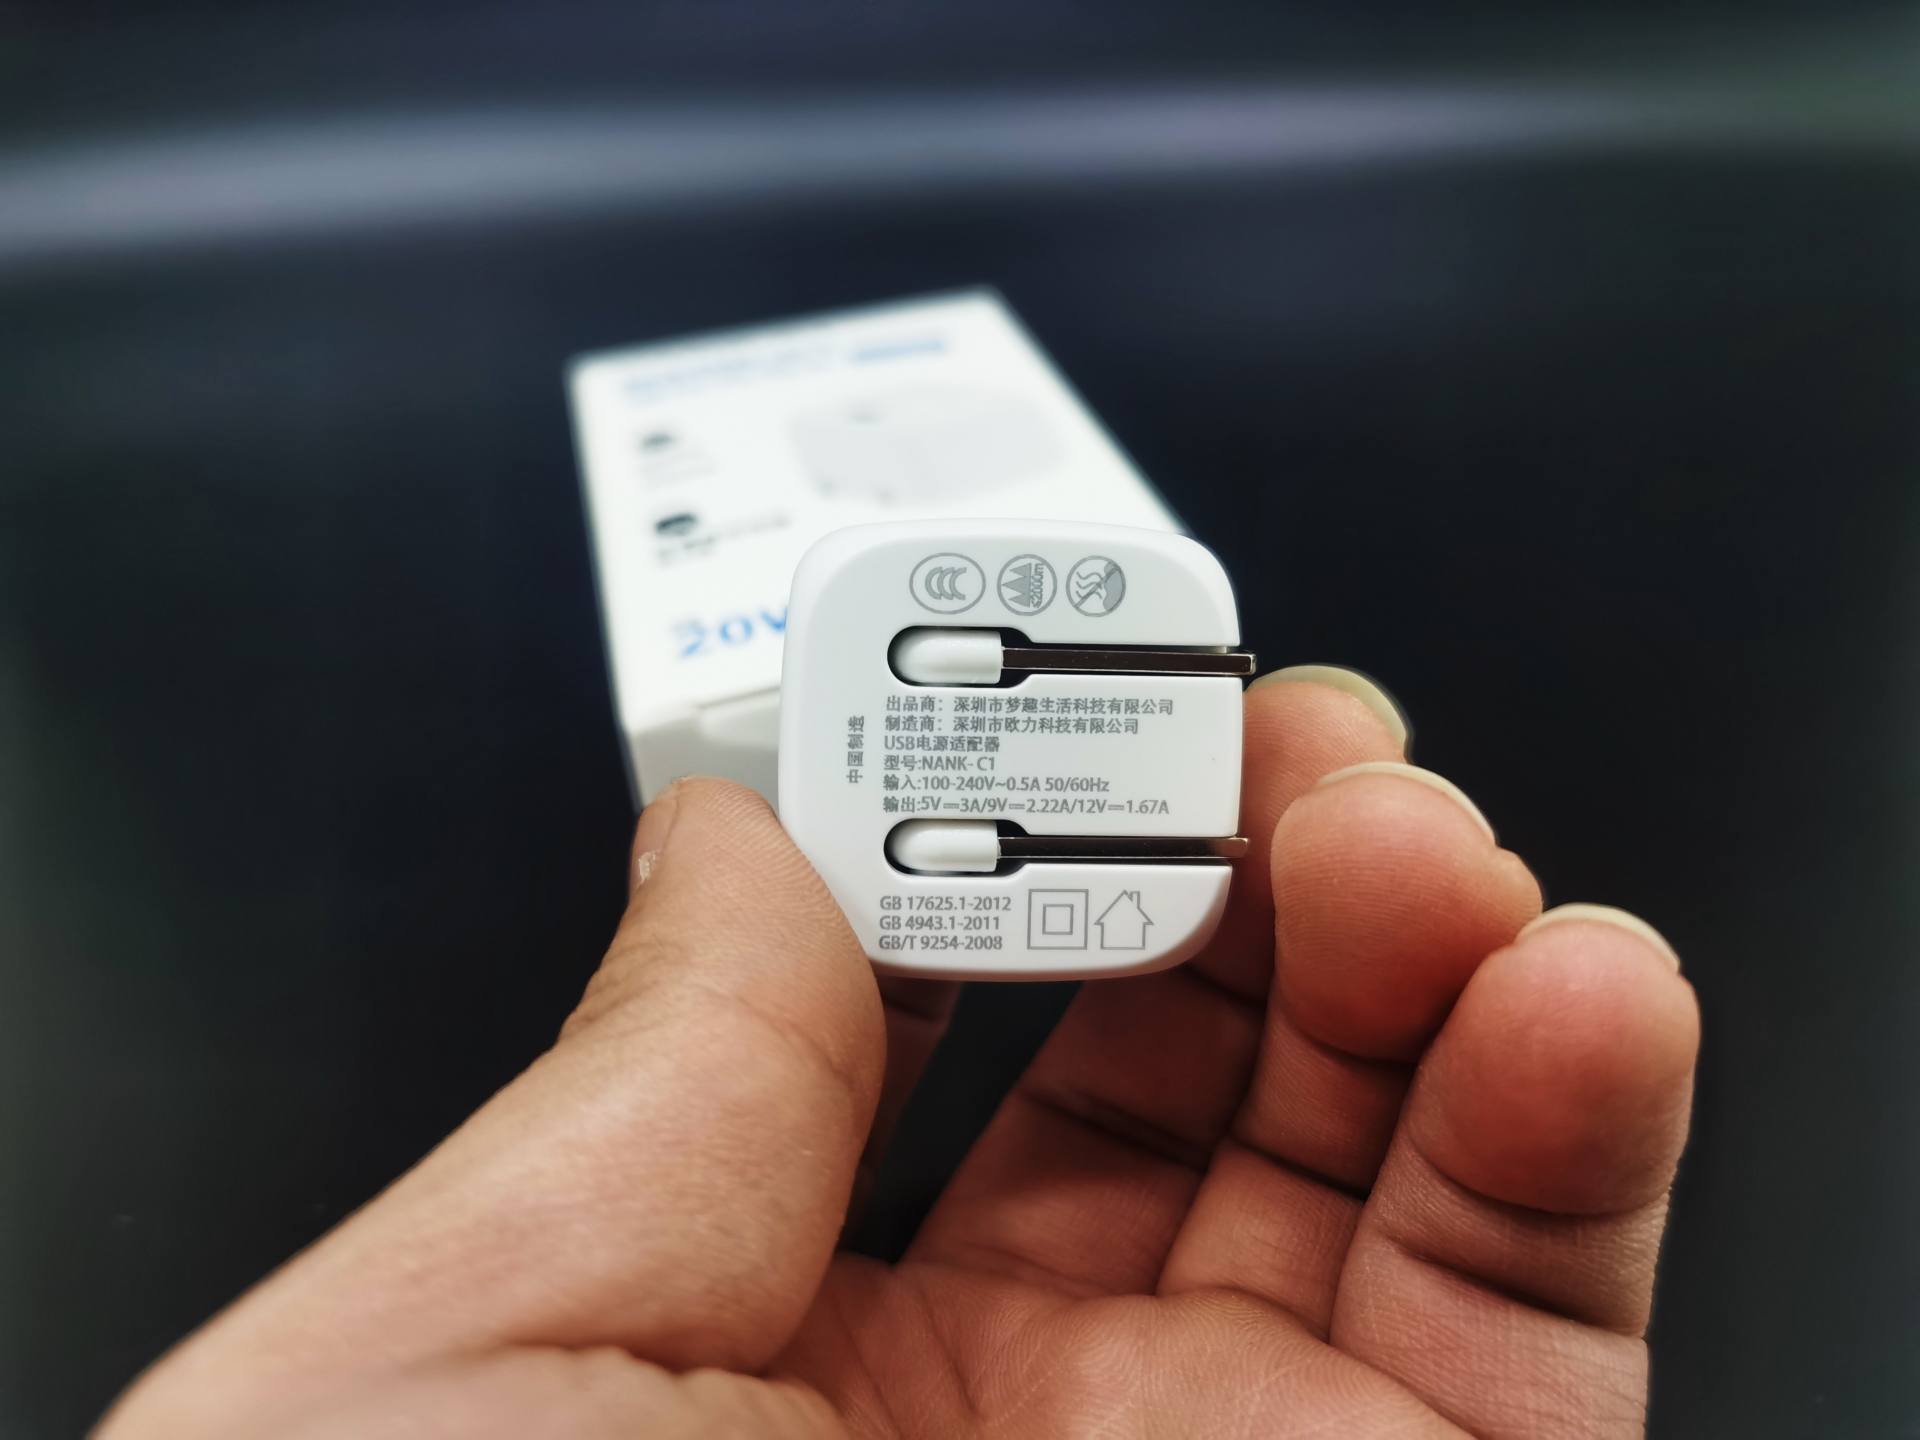 20V
≤2000m
出品商：深圳市梦趣生活科技有限公司
制造商：深圳市欧力科技有限公司
USB电源适配器
型号:NANK-C1
输入:100-240V~0.5A 50/60Hz
输出:5V⎓3A/9V⎓2.22A/12V⎓1.67A
中国制造
GB 17625.1-2012
GB 4943.1-2011
GB/T 9254-2008